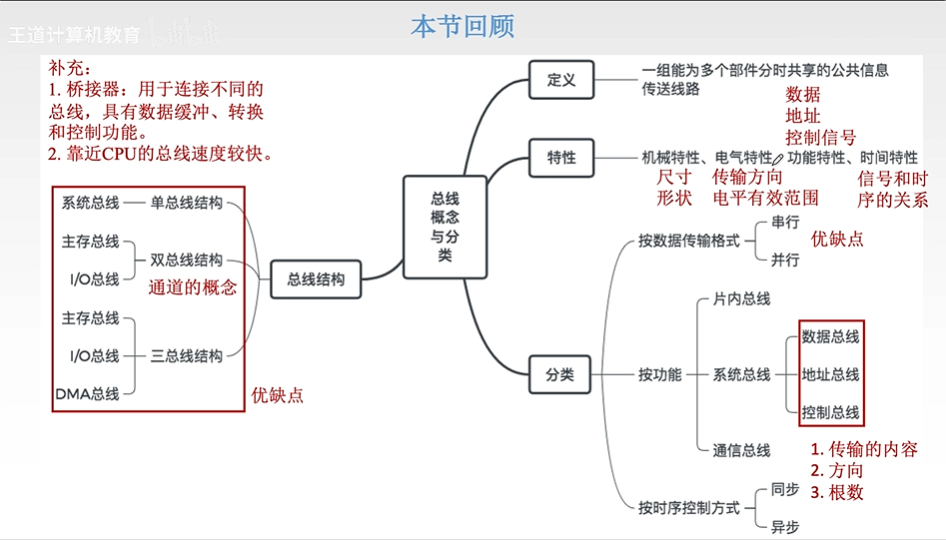 王道计算机教育
本节回顾
补充：
1. 桥接器：用于连接不同的
总线，具有数据缓冲、转换
和控制功能。
2. 靠近CPU的总线速度较快。
系统总线
单总线结构
主存总线
I/O总线
双总线结构
通道的概念
主存总线
I/O总线
DMA总线
三总线结构
优缺点
总线结构
总线
概念
与分
类
定义
一组能为多个部件分时共享的公共信息
传送线路
数据
地址
控制信号
特性
机械特性、电气特性、功能特性、时间特性
尺寸
形状
传输方向
电平有效范围
信号和时
序的关系
分类
按数据传输格式
串行
并行
优缺点
按功能
片内总线
系统总线
数据总线
地址总线
控制总线
通信总线
1. 传输的内容
2. 方向
3. 根数
按时序控制方式
同步
异步